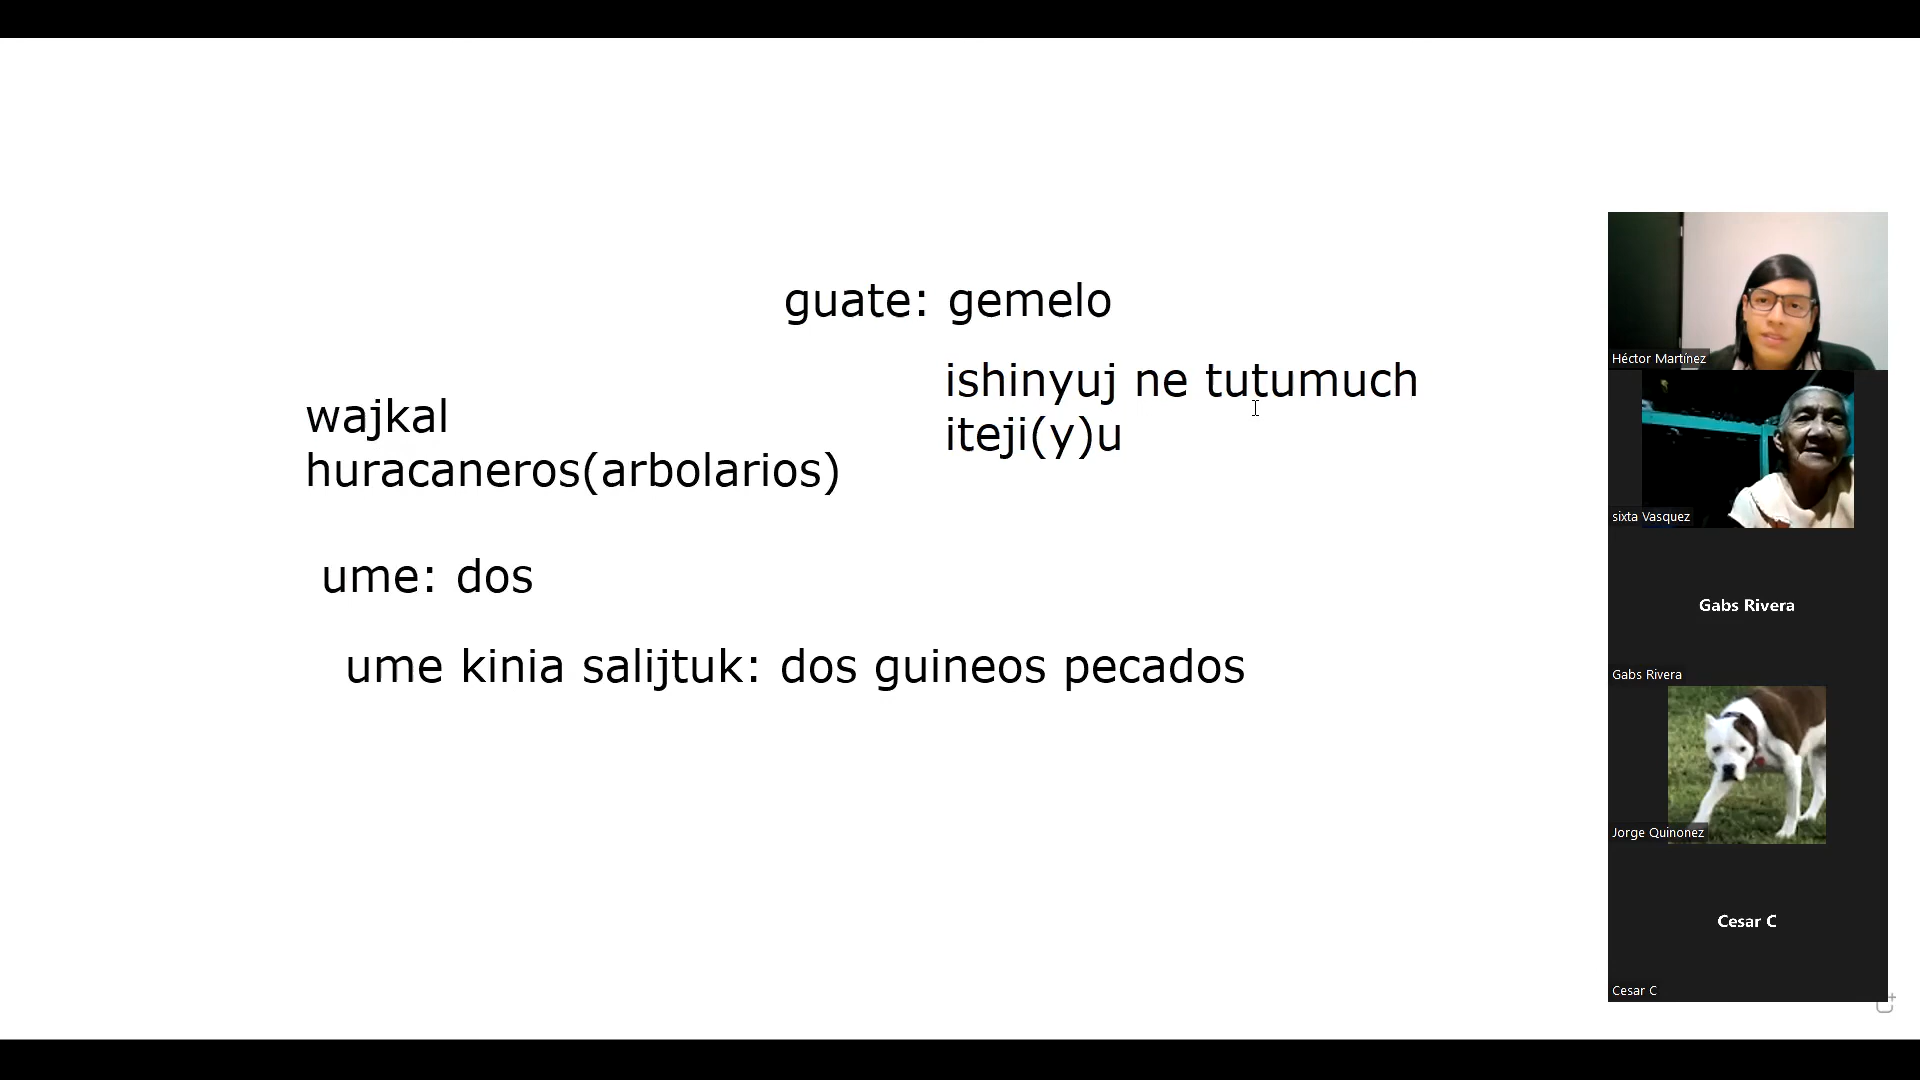 guate: gemelo
ishinyuj ne tutumuch
iteji(y)u
wajkal
huracaneros(arbolarios)
ume: dos
ume kinia salijtuk: dos guineos pecados
Héctor Martínez
sixta Vasquez
Gabs Rivera
Gabs Rivera
Jorge Quinonez
Cesar C
Cesar C